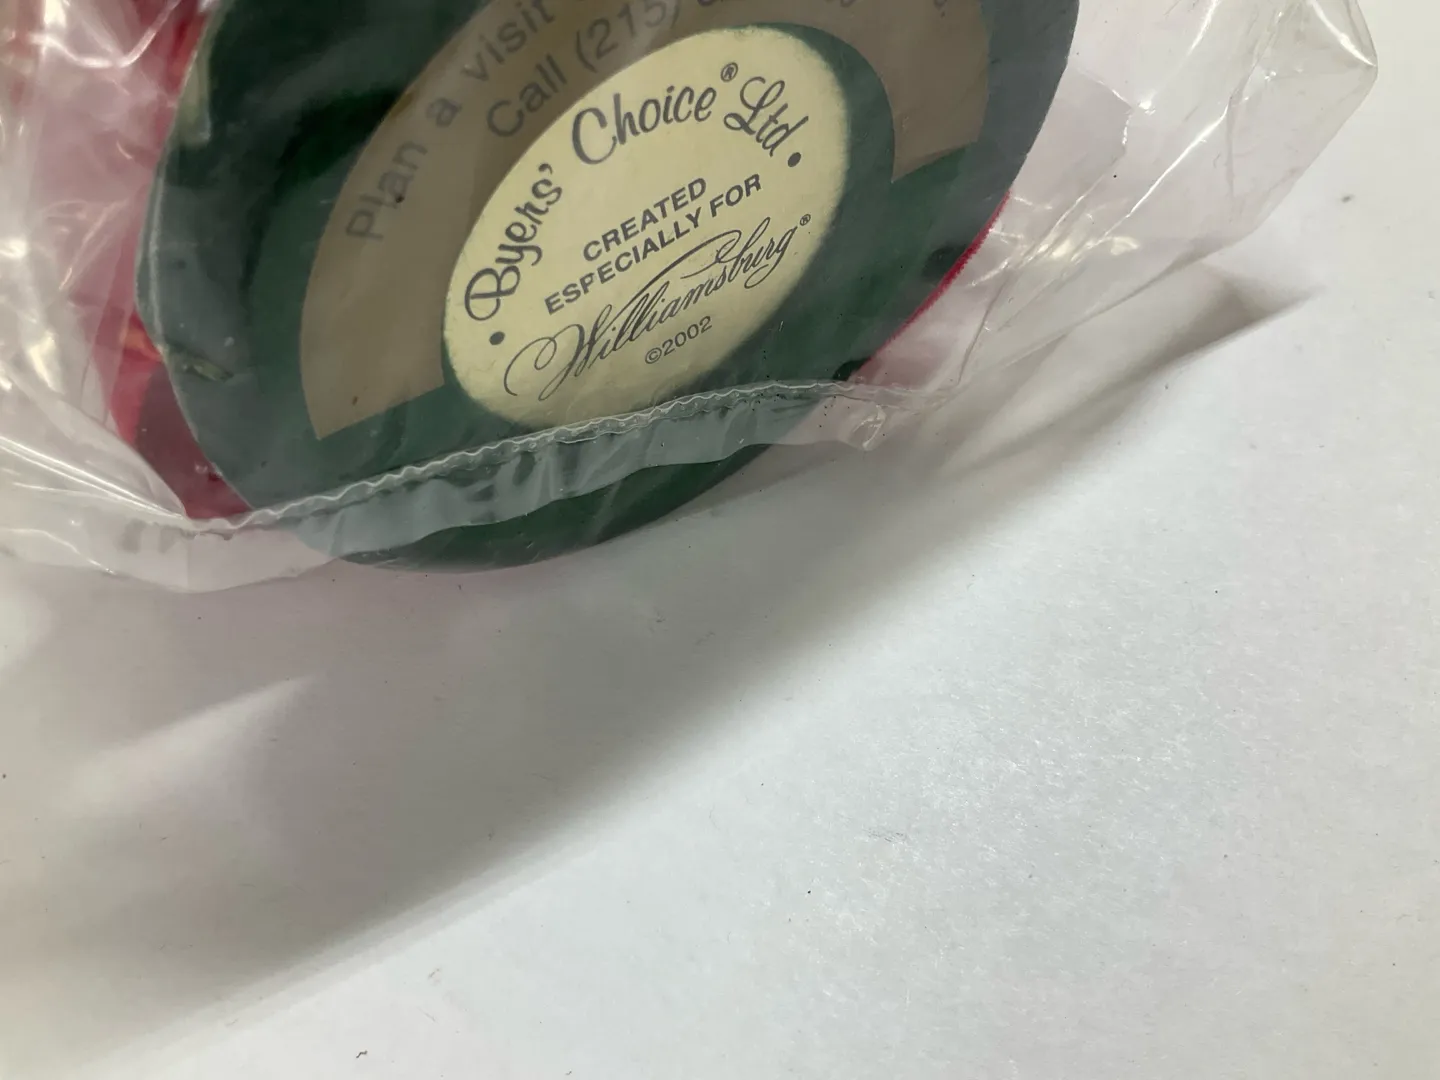 Plan a visit
Call (215)
• Byers' Choice® Ltd. •
CREATED
ESPECIALLY FOR
Williamsburg®
©2002